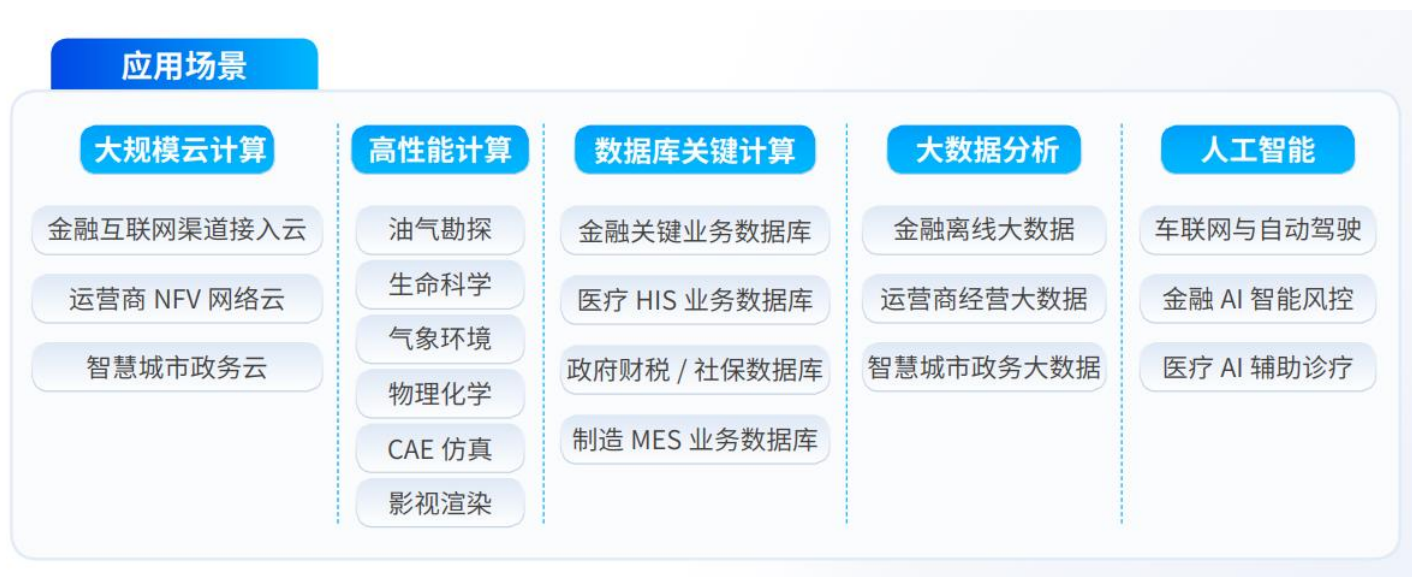 应用场景
大规模云计算
金融互联网渠道接入云
运营商 NFV 网络云
智慧城市政务云
高性能计算
油气勘探
生命科学
气象环境
物理化学
CAE 仿真
影视渲染
数据库关键计算
金融关键业务数据库
医疗 HIS 业务数据库
政府财税 / 社保数据库
制造 MES 业务数据库
大数据分析
金融离线大数据
运营商经营大数据
智慧城市政务大数据
人工智能
车联网与自动驾驶
金融 AI 智能风控
医疗 AI 辅助诊疗